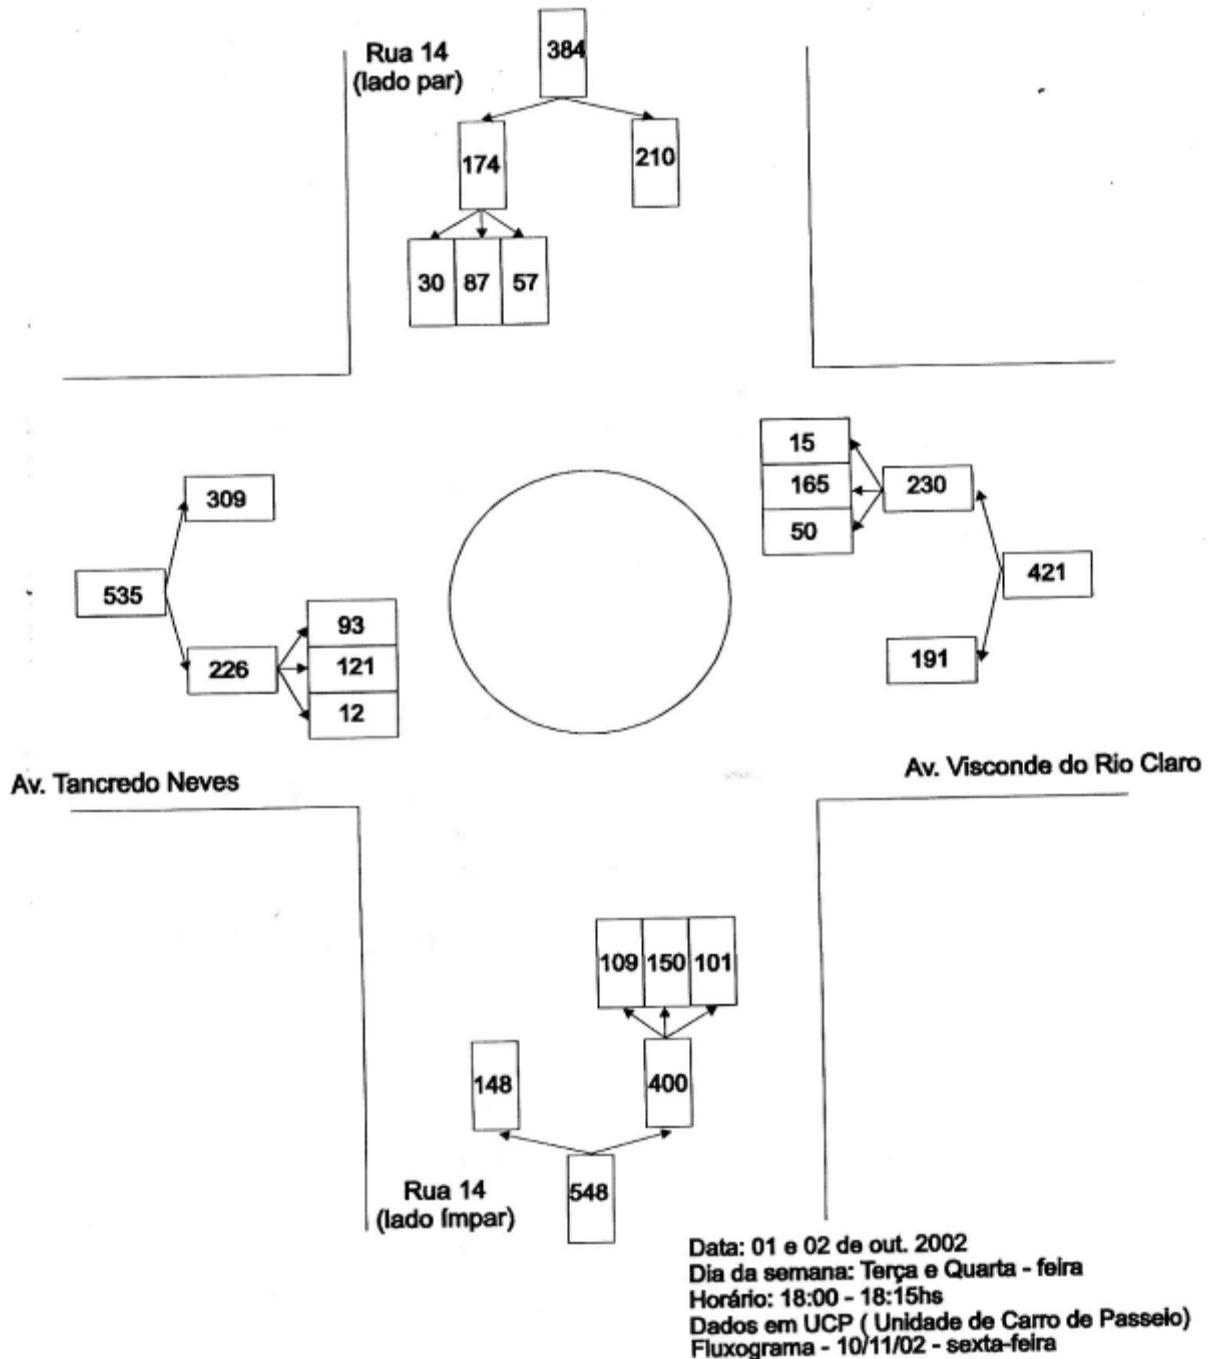 384
Rua 14
(lado par)
174
210
30 87 57
15
165
50
230
309
535
421
93
226
121
12
191
Av. Tancredo Neves
Av. Visconde do Rio Claro
109 150 101
148
400
548
Rua 14
(lado ímpar)
Data: 01 e 02 de out. 2002
Dia da semana: Terça e Quarta - feira
Horário: 18:00 - 18:15hs
Dados em UCP ( Unidade de Carro de Passeio)
Fluxograma - 10/11/02 - sexta-feira